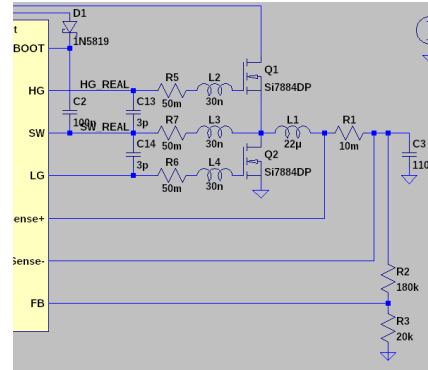 D1
t
1N5819
BOOT
Q1
HG
HG_REAL
R5
L2
C2
C13
50m
30n
Si7884DP
100n
3p
SW
SW_REAL
R7
L3
L1
R1
C14
50m
30n
Q2
22µ
10m
C3
3p
R6
L4
110
LG
50m
30n
Si7884DP
ense+
Sense-
R2
180k
FB
R3
20k